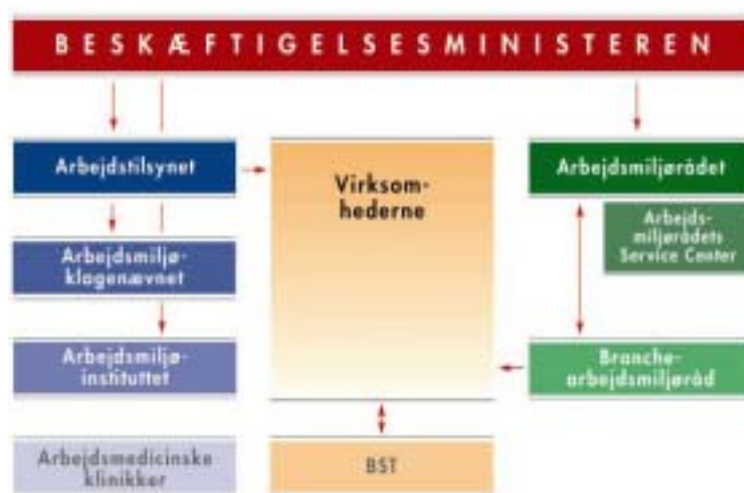 BESKÆFTIGELSESMINISTEREN
Arbejdstilsynet
Virksom-
hederne
Arbejdsmiljørådet
Arbejds-
miljørådets
Service Center
Arbejdsmiljø-
klagenævnet
Arbejdsmiljø-
instituttet
Branche-
arbejdsmiljøråd
Arbejdsmedicinske
klinikker
BST